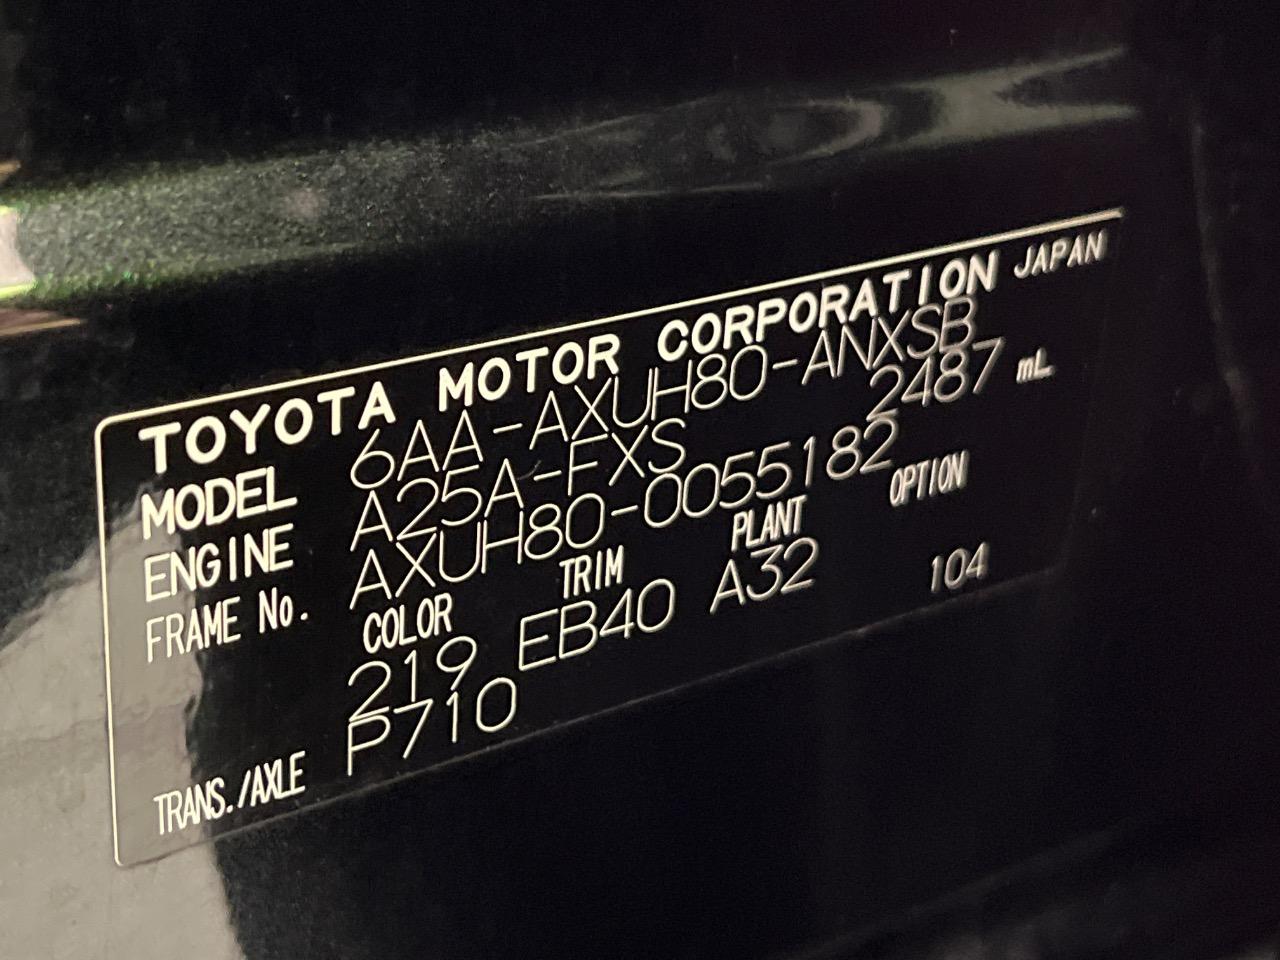 TOYOTA MOTOR CORPORATION JAPAN
MODEL 6AA-AXUH80-ANXSB
ENGINE A25A-FXS 2487 mL
FRAME No. AXUH80-0055182
COLOR TRIM PLANT OPTION
219 EB40 A32 104
TRANS./AXLE P710